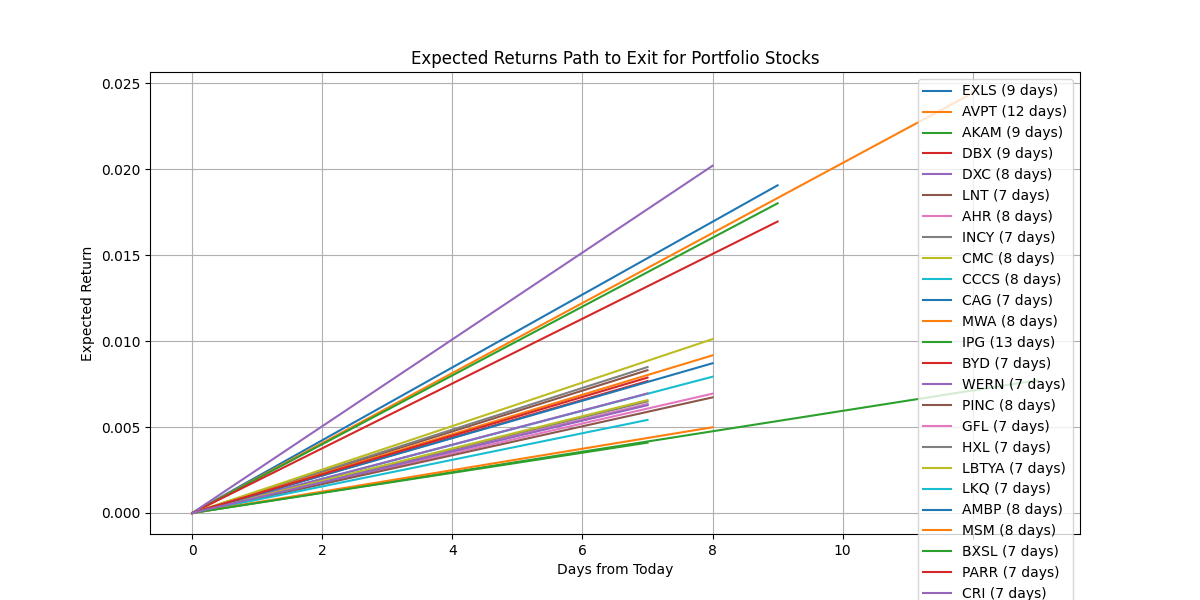 Expected Returns Path to Exit for Portfolio Stocks
Expected Return
0.025
0.020
0.015
0.010
0.005
0.000
0
2
4
6
8
10
Days from Today
EXLS (9 days)
AVPT (12 days)
AKAM (9 days)
DBX (9 days)
DXC (8 days)
LNT (7 days)
AHR (8 days)
INCY (7 days)
CMC (8 days)
CCCS (8 days)
CAG (7 days)
MWA (8 days)
IPG (13 days)
BYD (7 days)
WERN (7 days)
PINC (8 days)
GFL (7 days)
HXL (7 days)
LBTYA (7 days)
LKQ (7 days)
AMBP (8 days)
MSM (8 days)
BXSL (7 days)
PARR (7 days)
CRI (7 days)